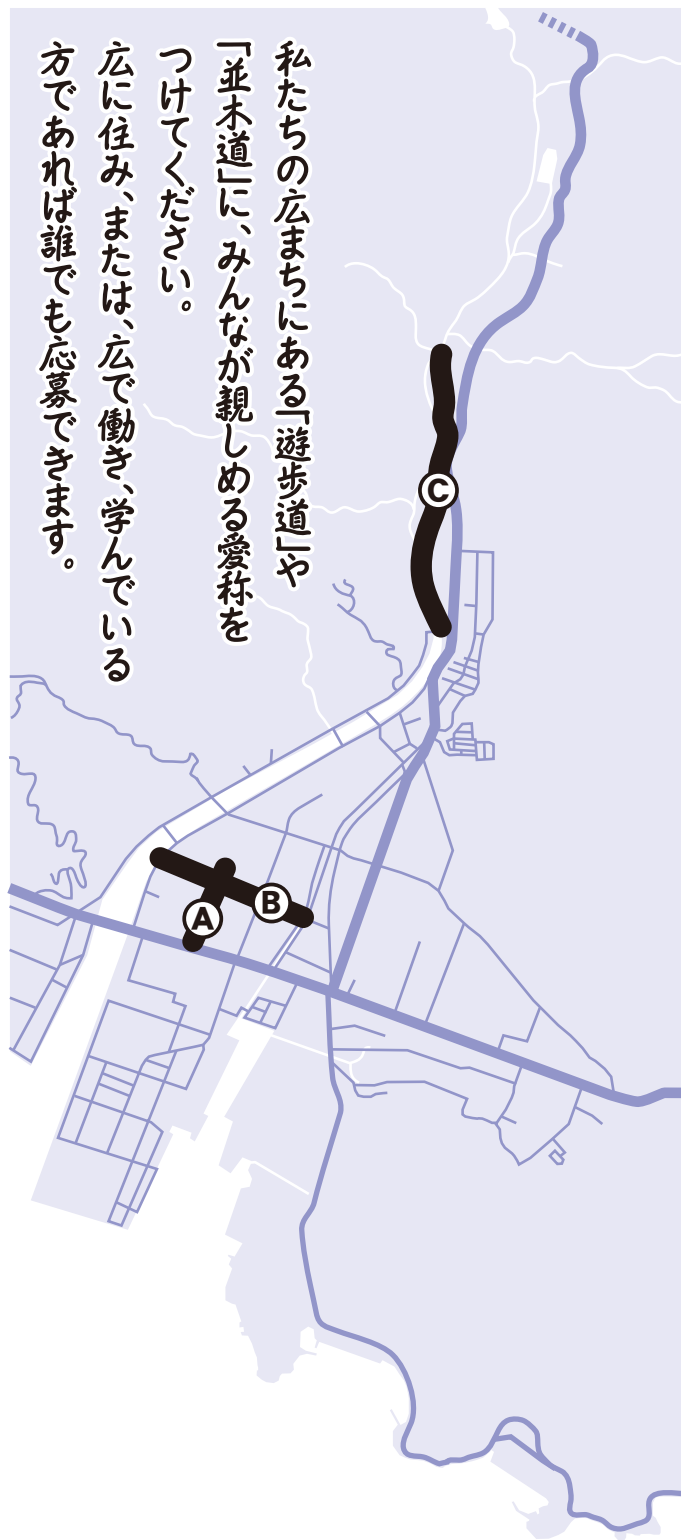 私たちの広まちにある「遊歩道」や
「並木道」に、みんなが親しめる愛称を
つけてください。
広に住み、または、広で働き、学んでいる
方であれば誰でも応募できます。
C
B
A